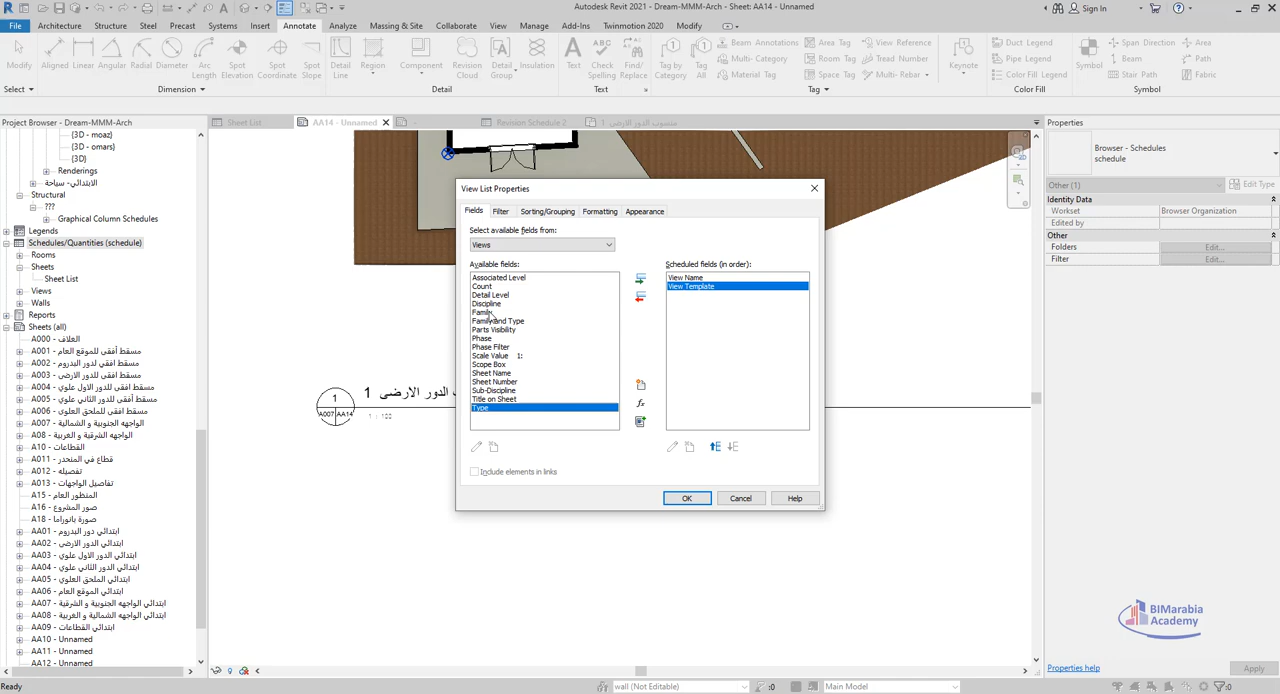 Autodesk Revit 2021 - Dream-MMM-Arch - Sheet: AA14 - Unnamed
Sign In
File Architecture Structure Steel Precast Systems Insert Annotate Analyze Massing & Site Collaborate View Manage Add-Ins Twinmotion 2020 Modify
Modify Aligned Linear Angular Radial Diameter Arc Length Spot Elevation Spot Coordinate Spot Slope Detail Line Region Component Revision Cloud Detail Group Insulation Text Check Spelling Find/ Replace Tag by Category Tag All Keynote Symbol
Beam Annotations Area Tag View Reference Duct Legend Span Direction Area
Multi- Category Room Tag Tread Number Pipe Legend Beam Path
Material Tag Space Tag Multi- Rebar Color Fill Legend Stair Path Fabric
Select Dimension Detail Text Tag Color Fill Symbol
Project Browser - Dream-MMM-Arch
Sheet List AA14 - Unnamed Revision Schedule 2 منسوب الدور الارضى 1
Properties
{3D - moaz}
{3D - omars}
{3D}
Renderings
الابتدائي- سياحة
Structural
???
Graphical Column Schedules
Legends
Schedules/Quantities (schedule)
Rooms
Sheets
Sheet List
Views
Walls
Reports
Sheets (all)
A000 - الغلاف
A001 - مسقط أفقى للموقع العام
A002 - مسقط افقي لدور البدروم
A003 - مسقط افقى للدور الارضى
A004 - مسقط افقى للدور الاول علوي
A005 - مسقط افقى للدور الثاني علوي
A006 - مسقط افقى للملحق العلوي
A007 - الواجهه الجنوبية و الشمالية
A08 - الواجهه الشرقية و الغربية
A10 - القطاعات
A011 - قطاع في المنحدر
A012 - تفصيله
A013 - تفاصيل الواجهات
A15 - المنظور العام
A16 - صور المشروع
A18 - صورة بانوراما
AA01 - ابتدائي دور البدروم
AA02 - ابتدائي الدور الارضى
AA03 - ابتدائي الدور الاول علوي
AA04 - ابتدائي الدور الثاني علوي
AA05 - ابتدائي الملحق العلوي
AA06 - ابتدائي الموقع العام
AA07 - ابتدائي الواجهه الجنوبية و الشرقية
AA08 - ابتدائي الواجهه الشمالية و الغربية
AA09 - ابتدائي القطاعات
AA10 - Unnamed
AA11 - Unnamed
AA12 - Unnamed
1
A007 AA14
الدور الارضى 1
١ : ١٢٢
View List Properties
Fields Filter Sorting/Grouping Formatting Appearance
Select available fields from:
Views
Available fields:
Associated Level
Count
Detail Level
Discipline
Family
Family and Type
Parts Visibility
Phase
Phase Filter
Scale Value 1:
Scope Box
Sheet Name
Sheet Number
Sub-Discipline
Title on Sheet
Type
Scheduled fields (in order):
View Name
View Template
Include elements in links
OK Cancel Help
Browser - Schedules
schedule
Other (1) Edit Type
Identity Data
Workset Browser Organization
Edited by
Other
Folders Edit...
Filter Edit...
BIMarabia
Academy
Properties help Apply
Ready
wall (Not Editable) :0 Main Model :0